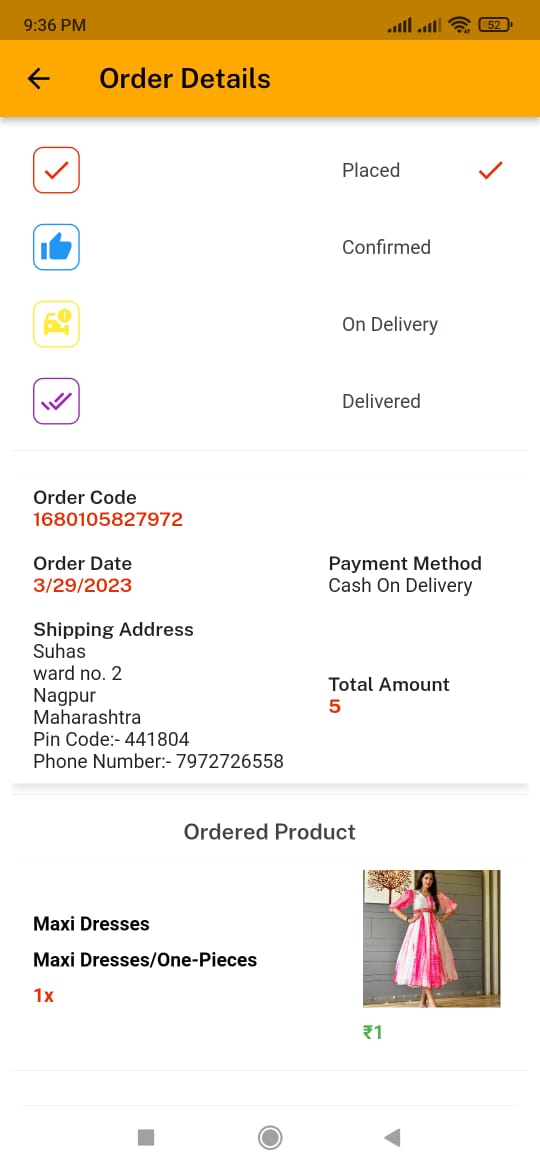 9:36 PM
52
Order Details
Placed
Confirmed
On Delivery
Delivered
Order Code
1680105827972
Order Date
3/29/2023
Payment Method
Cash On Delivery
Shipping Address
Suhas
ward no. 2
Nagpur
Maharashtra
Pin Code:- 441804
Phone Number:- 7972726558
Total Amount
5
Ordered Product
Maxi Dresses
Maxi Dresses/One-Pieces
1x
₹1